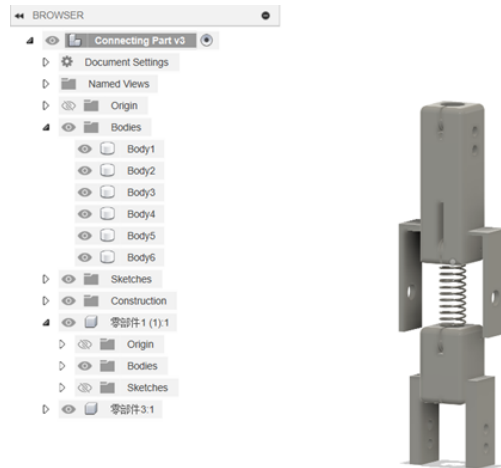 BROWSER
Connecting Part v3
Document Settings
Named Views
Origin
Bodies
Body1
Body2
Body3
Body4
Body5
Body6
Sketches
Construction
零部件1 (1):1
Origin
Bodies
Sketches
零部件3:1